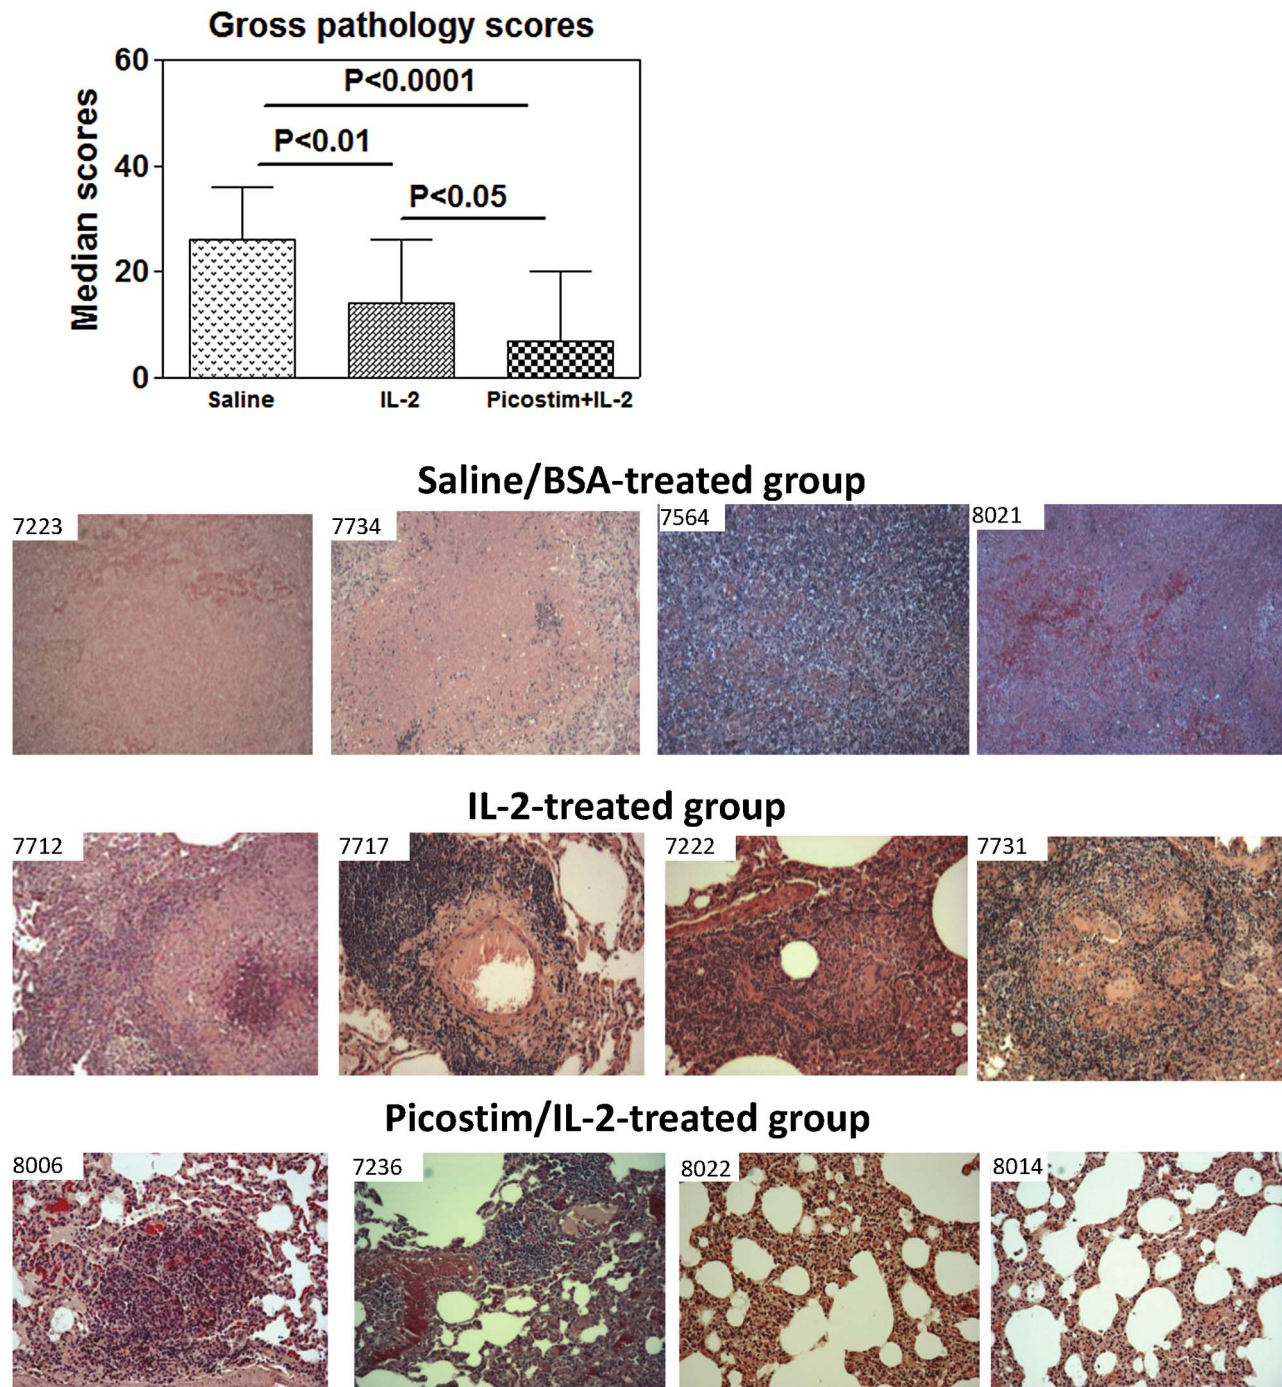 Gross pathology scores
Median scores
60
40
20
0
P<0.0001
P<0.01
P<0.05
Saline IL-2 Picostim+IL-2
Saline/BSA-treated group
7223 7734 7564 8021
IL-2-treated group
7712 7717 7222 7731
Picostim/IL-2-treated group
8006 7236 8022 8014